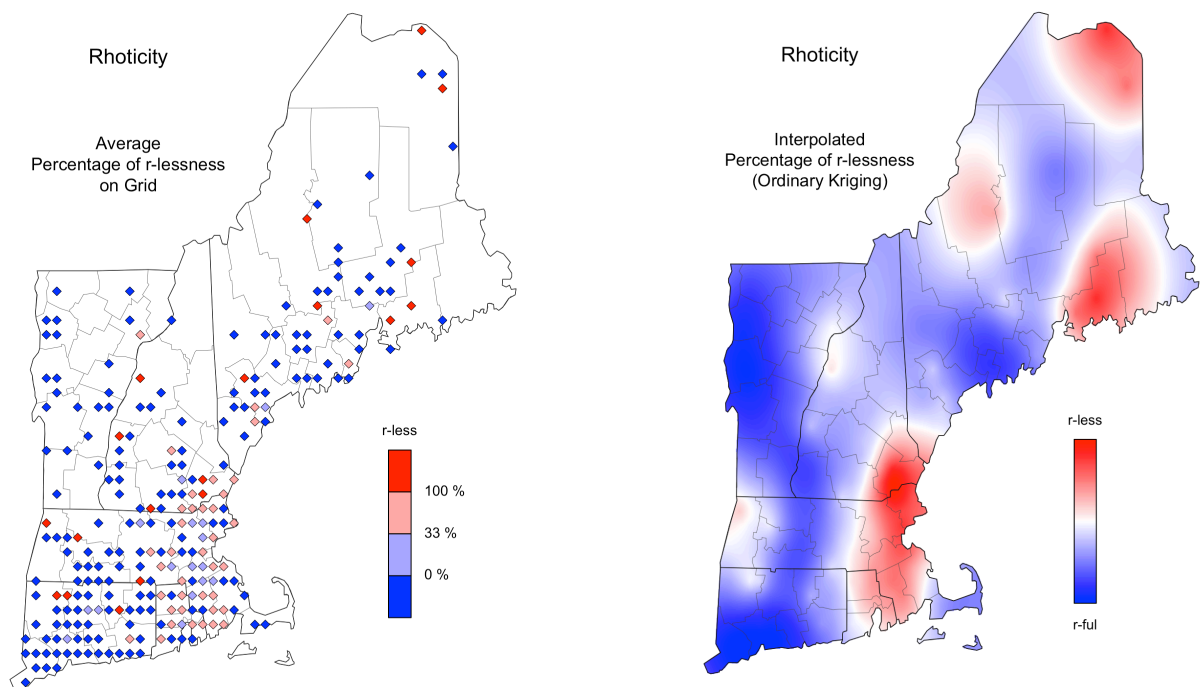 Rhoticity
Average
Percentage of r-lessness
on Grid
r-less
100 %
33 %
0 %
Rhoticity
Interpolated
Percentage of r-lessness
(Ordinary Kriging)
r-less
r-ful